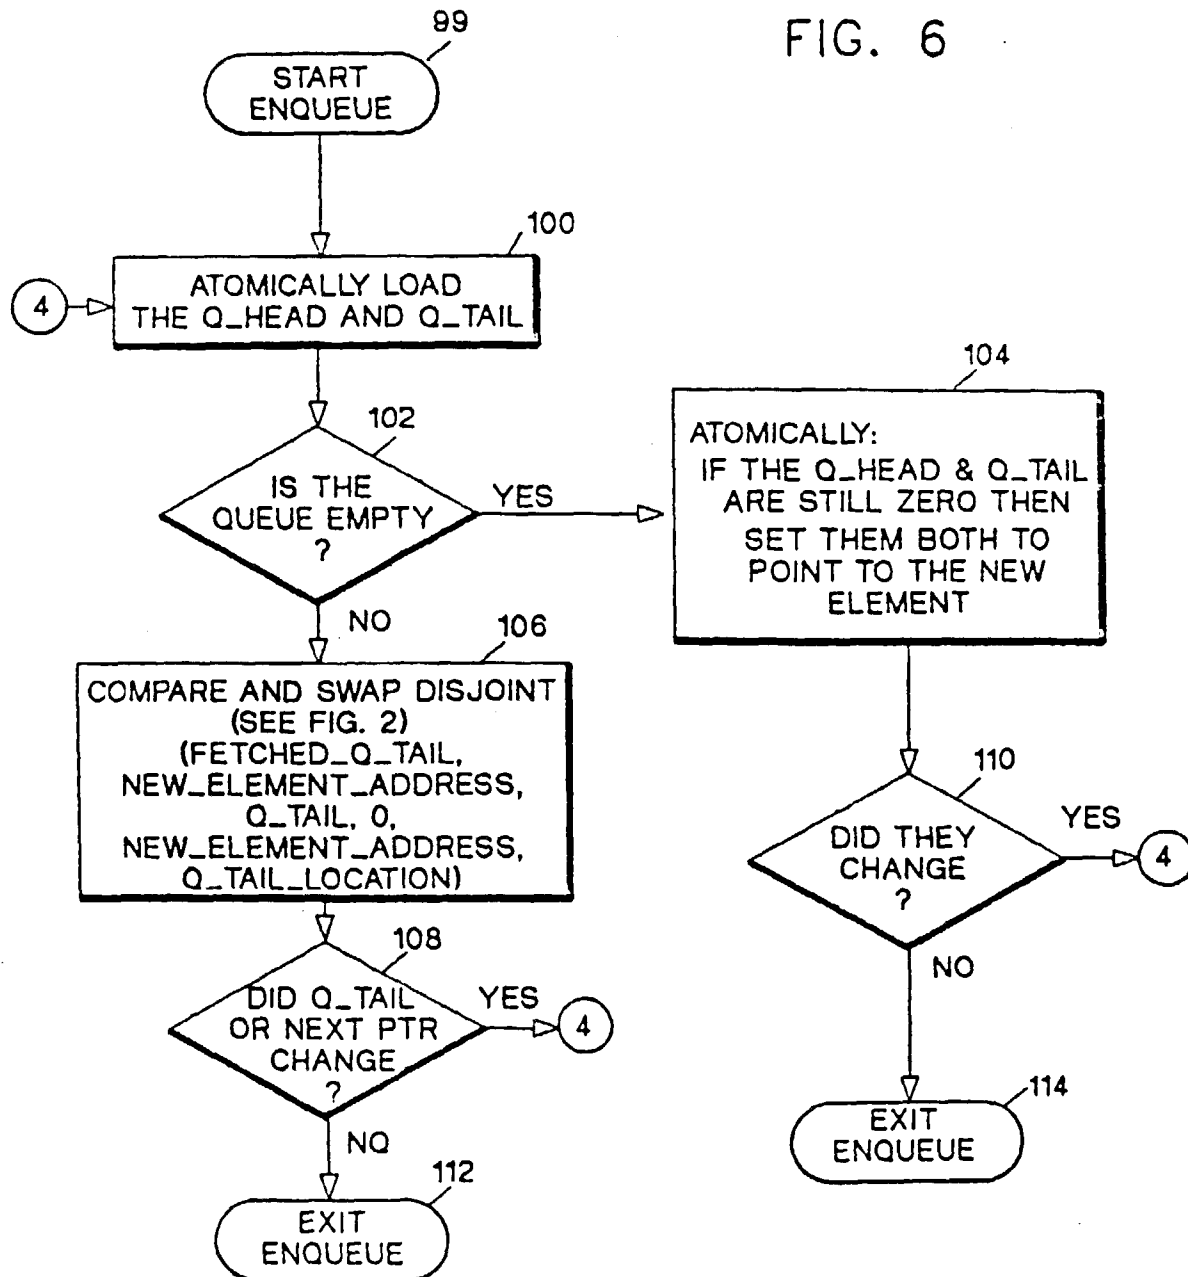 FIG. 6
99
START
ENQUEUE
100
4
ATOMICALLY LOAD
THE Q_HEAD AND Q_TAIL
102
IS THE
QUEUE EMPTY
?
YES
NO
104
ATOMICALLY:
IF THE Q_HEAD & Q_TAIL
ARE STILL ZERO THEN
SET THEM BOTH TO
POINT TO THE NEW
ELEMENT
106
COMPARE AND SWAP DISJOINT
(SEE FIG. 2)
(FETCHED_Q_TAIL,
NEW_ELEMENT_ADDRESS,
Q_TAIL, 0,
NEW_ELEMENT_ADDRESS,
Q_TAIL_LOCATION)
110
DID THEY
CHANGE
?
YES
4
NO
108
DID Q_TAIL
OR NEXT PTR
CHANGE
?
YES
4
NO
114
EXIT
ENQUEUE
112
EXIT
ENQUEUE